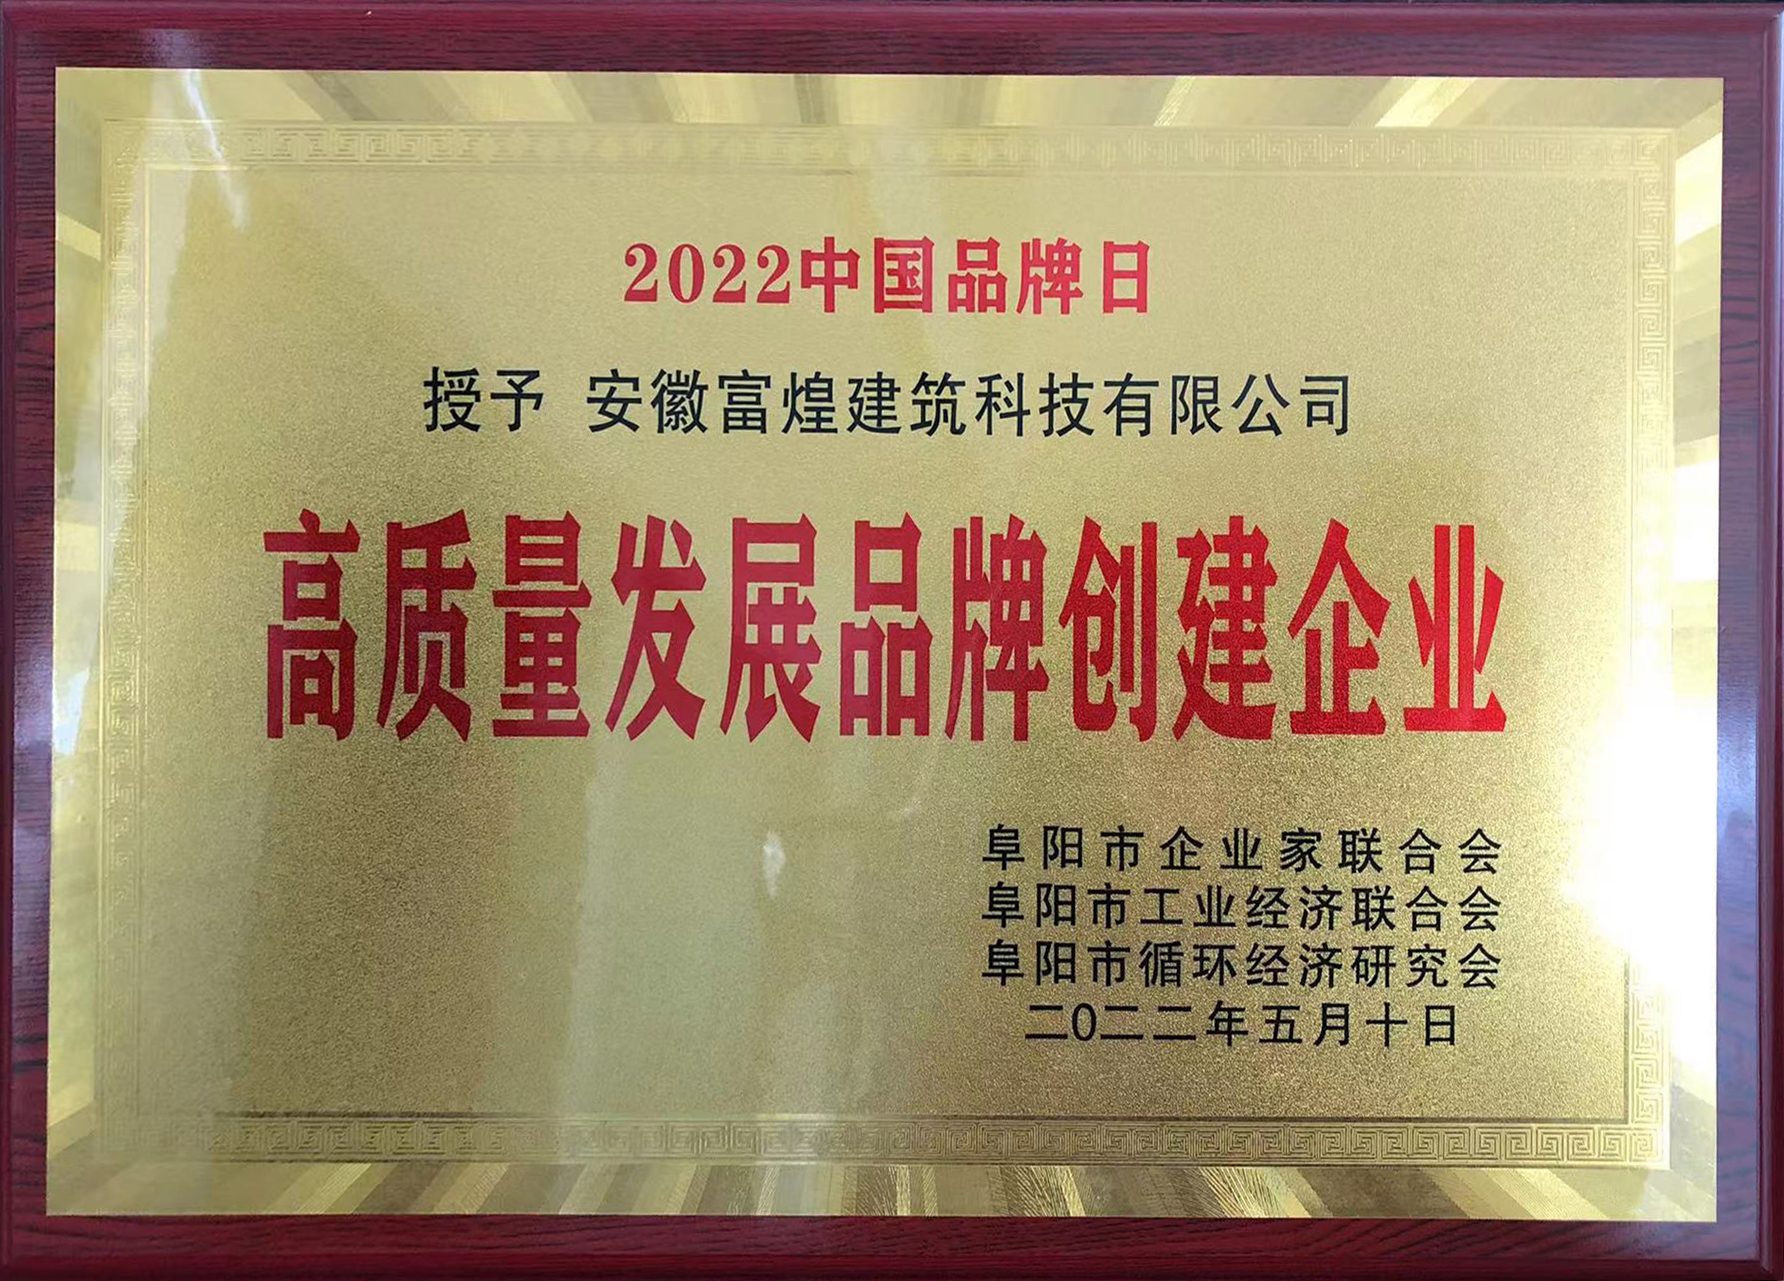 2022中国品牌日
授予 安徽富煌建筑科技有限公司
高质量发展品牌创建企业
阜阳市企业家联合会
阜阳市工业经济联合会
阜阳市循环经济研究会
二0二二年五月十日